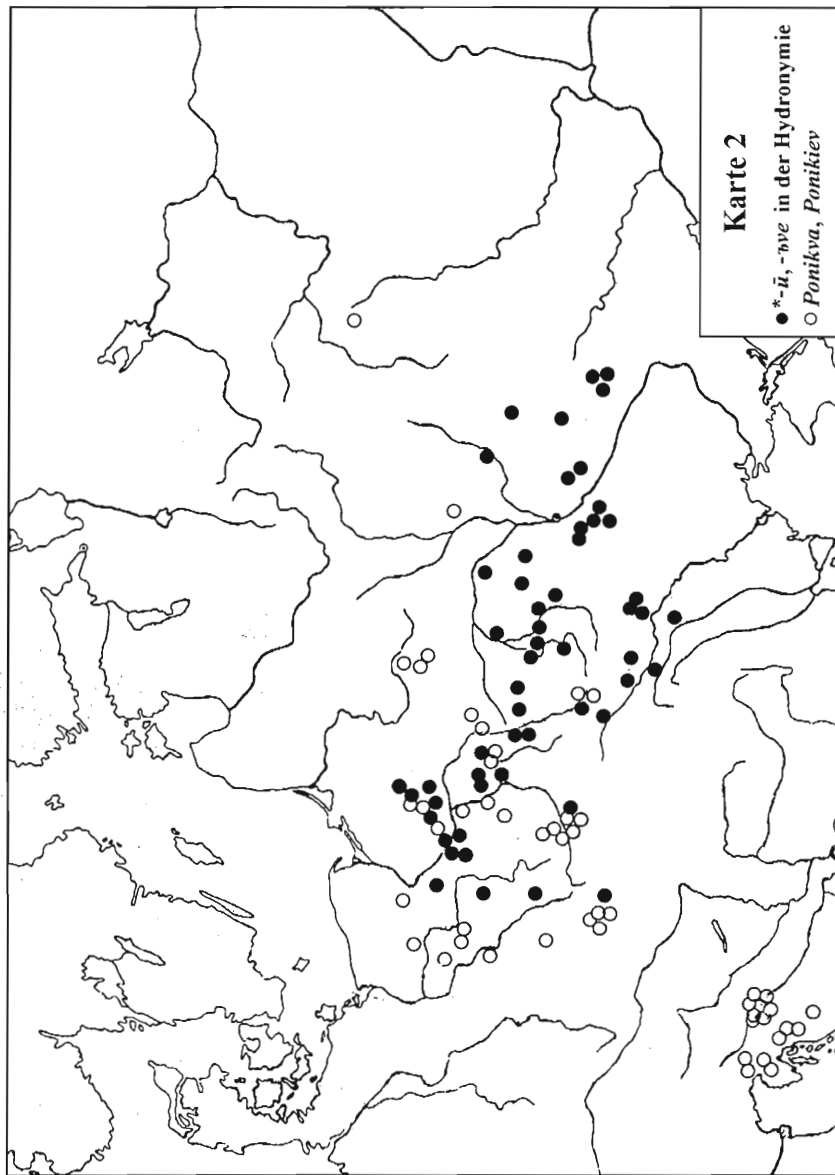 Karte 2
● *-ū, -ъve in der Hydronymie
○ Ponikva, Ponikiev